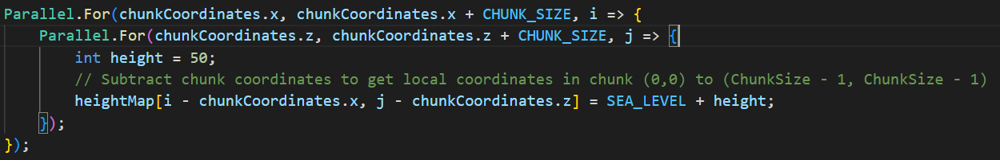 Parallel.For(chunkCoordinates.x, chunkCoordinates.x + CHUNK_SIZE, i => {
    Parallel.For(chunkCoordinates.z, chunkCoordinates.z + CHUNK_SIZE, j => {
        int height = 50;
        // Subtract chunk coordinates to get local coordinates in chunk (0,0) to (ChunkSize - 1, ChunkSize - 1)
        heightMap[i - chunkCoordinates.x, j - chunkCoordinates.z] = SEA_LEVEL + height;
    });
});